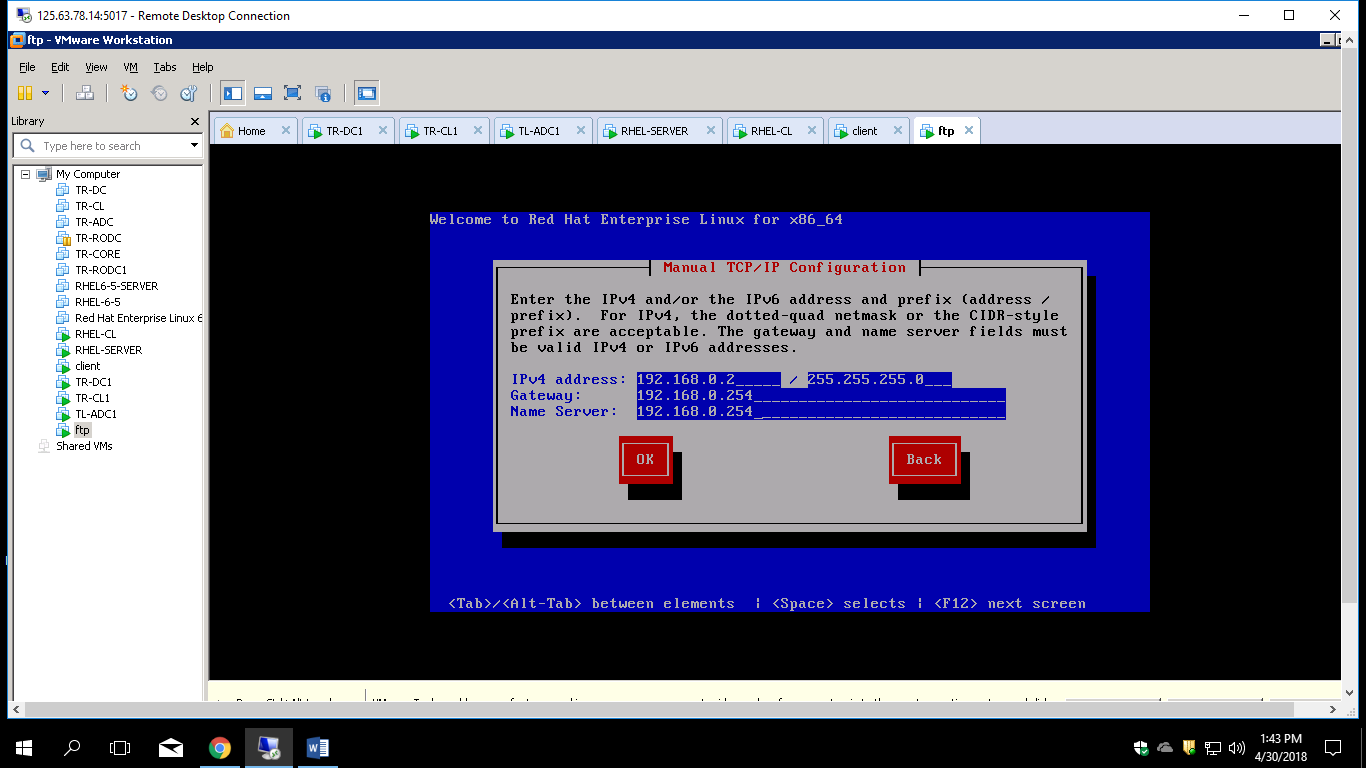 125.63.78.14:5017 - Remote Desktop Connection
ftp - VMware Workstation
File Edit View VM Tabs Help
Library
Type here to search
Home TR-DC1 TR-CL1 TL-ADC1 RHEL-SERVER RHEL-CL client ftp
My Computer
TR-DC
TR-CL
TR-ADC
TR-RODC
TR-CORE
TR-RODC1
RHEL6-5-SERVER
RHEL-6-5
Red Hat Enterprise Linux 6
RHEL-CL
RHEL-SERVER
client
TR-DC1
TR-CL1
TL-ADC1
ftp
Shared VMs
Welcome to Red Hat Enterprise Linux for x86_64
Manual TCP/IP Configuration
Enter the IPv4 and/or the IPv6 address and prefix (address /
prefix). For IPv4, the dotted-quad netmask or the CIDR-style
prefix are acceptable. The gateway and name server fields must
be valid IPv4 or IPv6 addresses.
IPv4 address: 192.168.0.2_____ / 255.255.255.0___
Gateway: 192.168.0.254____________________________
Name Server: 192.168.0.254____________________________
OK Back
<Tab>/<Alt-Tab> between elements | <Space> selects | <F12> next screen
1:43 PM
4/30/2018